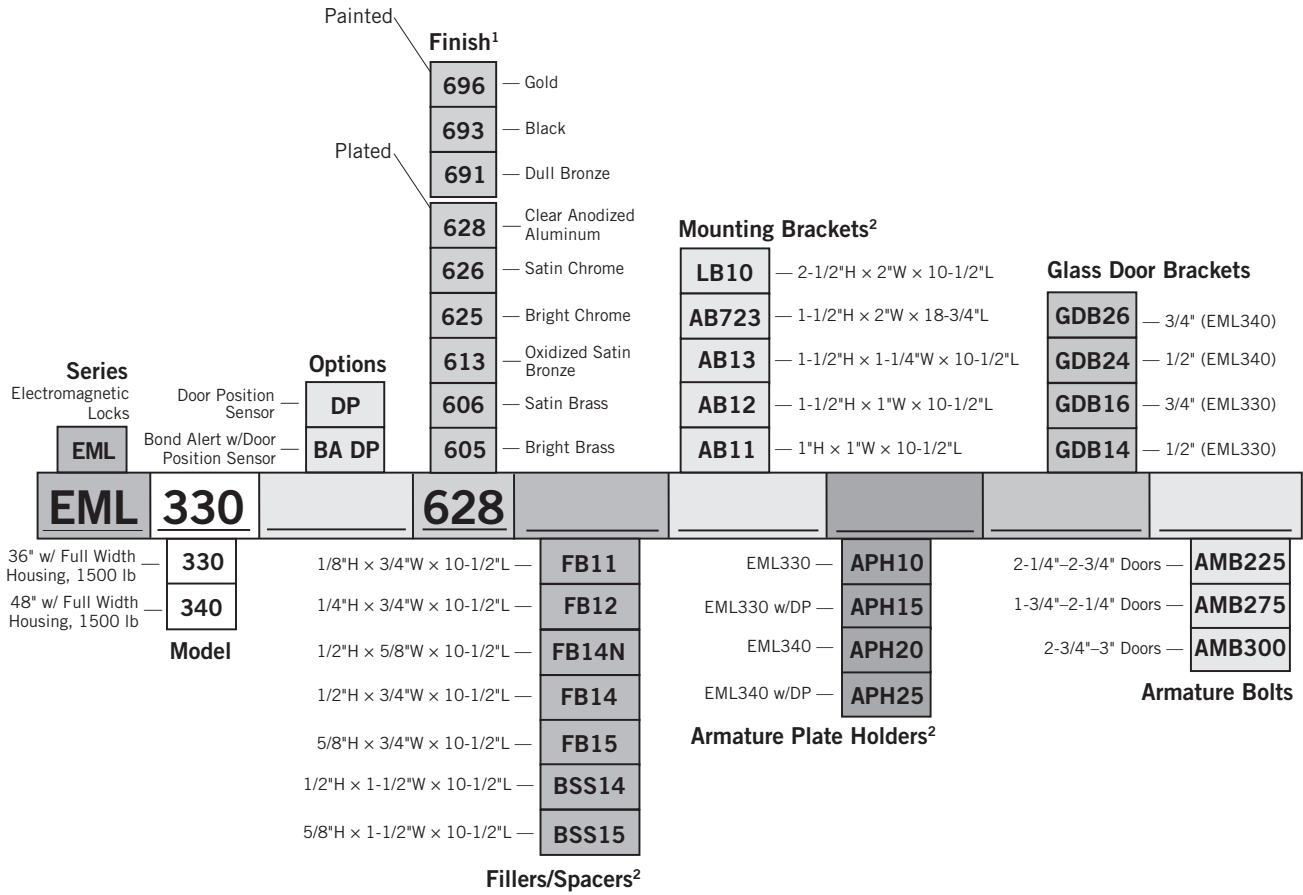 Painted
Finish¹
696 — Gold
693 — Black
Plated
691 — Dull Bronze
628 — Clear Anodized
Aluminum
626 — Satin Chrome
625 — Bright Chrome
613 — Oxidized Satin
Bronze
606 — Satin Brass
605 — Bright Brass
Series
Electromagnetic
Locks
EML
Options
Door Position
Sensor — DP
Bond Alert w/Door
Position Sensor — BA DP
Mounting Brackets²
LB10 — 2-1/2"H × 2"W × 10-1/2"L
AB723 — 1-1/2"H × 2"W × 18-3/4"L
AB13 — 1-1/2"H × 1-1/4"W × 10-1/2"L
AB12 — 1-1/2"H × 1"W × 10-1/2"L
AB11 — 1"H × 1"W × 10-1/2"L
Glass Door Brackets
GDB26 — 3/4" (EML340)
GDB24 — 1/2" (EML340)
GDB16 — 3/4" (EML330)
GDB14 — 1/2" (EML330)
EML 330 628
36" w/ Full Width
Housing, 1500 lb — 330
48" w/ Full Width
Housing, 1500 lb — 340
Model
1/8"H × 3/4"W × 10-1/2"L — FB11
1/4"H × 3/4"W × 10-1/2"L — FB12
1/2"H × 5/8"W × 10-1/2"L — FB14N
1/2"H × 3/4"W × 10-1/2"L — FB14
5/8"H × 3/4"W × 10-1/2"L — FB15
1/2"H × 1-1/2"W × 10-1/2"L — BSS14
5/8"H × 1-1/2"W × 10-1/2"L — BSS15
Fillers/Spacers²
EML330 — APH10
EML330 w/DP — APH15
EML340 — APH20
EML340 w/DP — APH25
Armature Plate Holders²
2-1/4"–2-3/4" Doors — AMB225
1-3/4"–2-1/4" Doors — AMB275
2-3/4"–3" Doors — AMB300
Armature Bolts